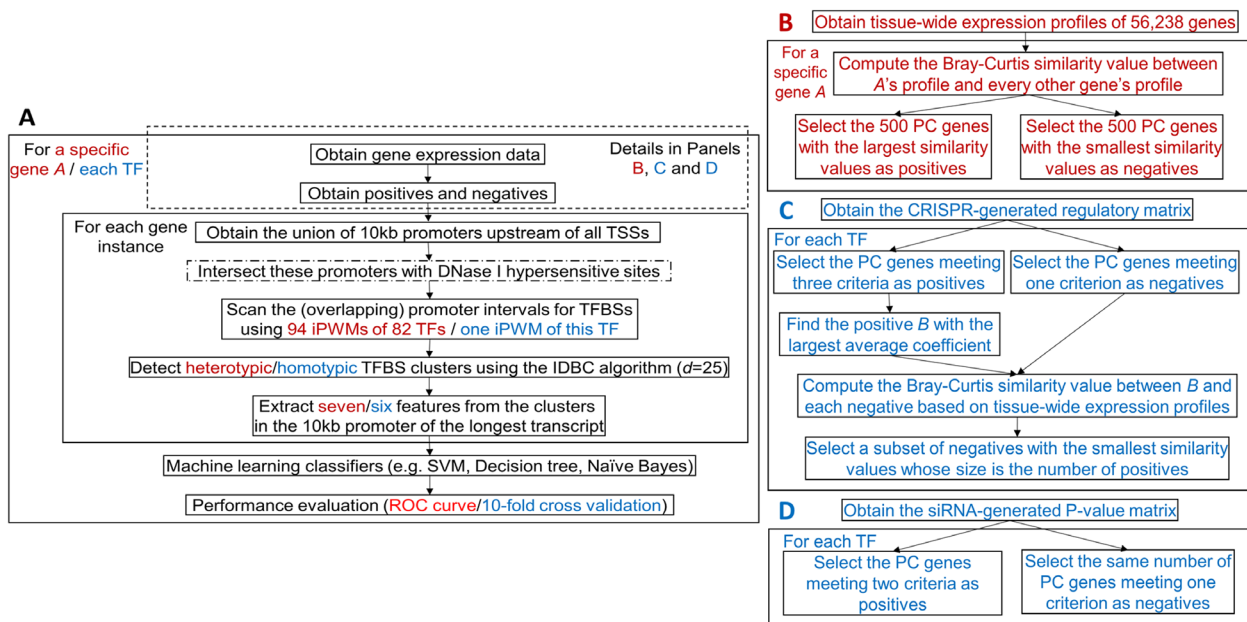 A
For a specific
gene A / each TF
Details in Panels
B, C and D
Obtain gene expression data
Obtain positives and negatives
For each gene
instance
Obtain the union of 10kb promoters upstream of all TSSs
Intersect these promoters with DNase I hypersensitive sites
Scan the (overlapping) promoter intervals for TFBSs
using 94 iPWMs of 82 TFs / one iPWM of this TF
Detect heterotypic/homotypic TFBS clusters using the IDBC algorithm (d=25)
Extract seven/six features from the clusters
in the 10kb promoter of the longest transcript
Machine learning classifiers (e.g. SVM, Decision tree, Naïve Bayes)
Performance evaluation (ROC curve/10-fold cross validation)
B
Obtain tissue-wide expression profiles of 56,238 genes
For a
specific
gene A
Compute the Bray-Curtis similarity value between
A's profile and every other gene's profile
Select the 500 PC genes
with the largest similarity
values as positives
Select the 500 PC genes
with the smallest similarity
values as negatives
C
Obtain the CRISPR-generated regulatory matrix
For each TF
Select the PC genes meeting
three criteria as positives
Select the PC genes meeting
one criterion as negatives
Find the positive B with the
largest average coefficient
Compute the Bray-Curtis similarity value between B and
each negative based on tissue-wide expression profiles
Select a subset of negatives with the smallest similarity
values whose size is the number of positives
D
Obtain the siRNA-generated P-value matrix
For each TF
Select the PC genes
meeting two criteria as
positives
Select the same number of
PC genes meeting one
criterion as negatives